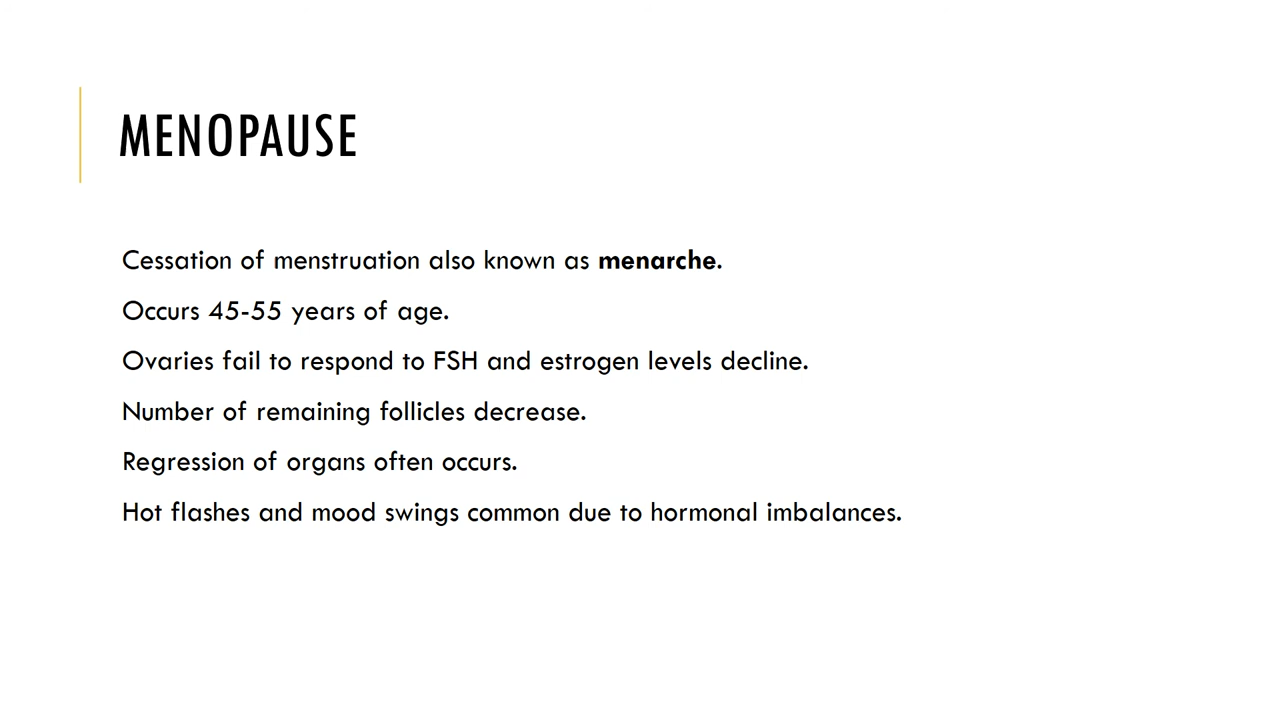 MENOPAUSE
Cessation of menstruation also known as menarche.
Occurs 45-55 years of age.
Ovaries fail to respond to FSH and estrogen levels decline.
Number of remaining follicles decrease.
Regression of organs often occurs.
Hot flashes and mood swings common due to hormonal imbalances.